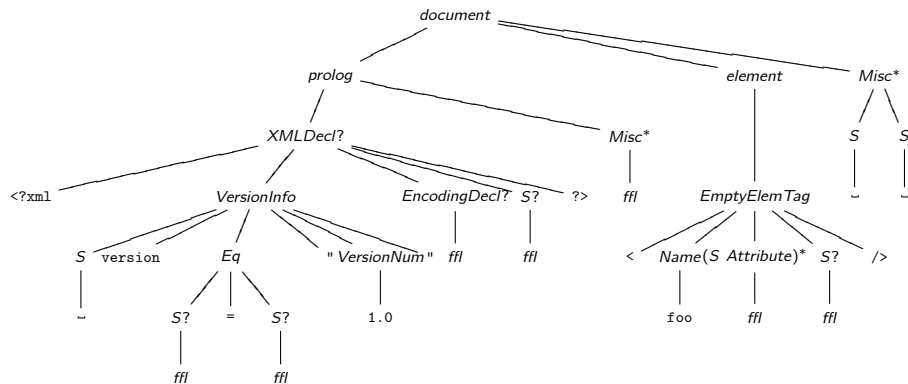 document
prolog element Misc*
XMLDecl? Misc* S S
<?xml VersionInfo EncodingDecl? S? ?> ffl EmptyElemTag ␣ ␣
S version Eq " VersionNum " ffl ffl < Name (S Attribute)* S? />
␣ S? = S? 1.0 foo ffl ffl
ffl ffl